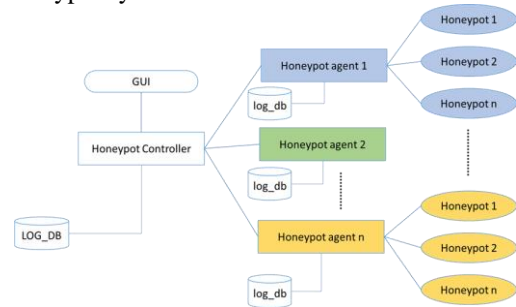 GUI
Honeypot Controller
LOG_DB
Honeypot agent 1
log_db
Honeypot agent 2
log_db
Honeypot agent n
log_db
Honeypot 1
Honeypot 2
Honeypot n
Honeypot 1
Honeypot 2
Honeypot n